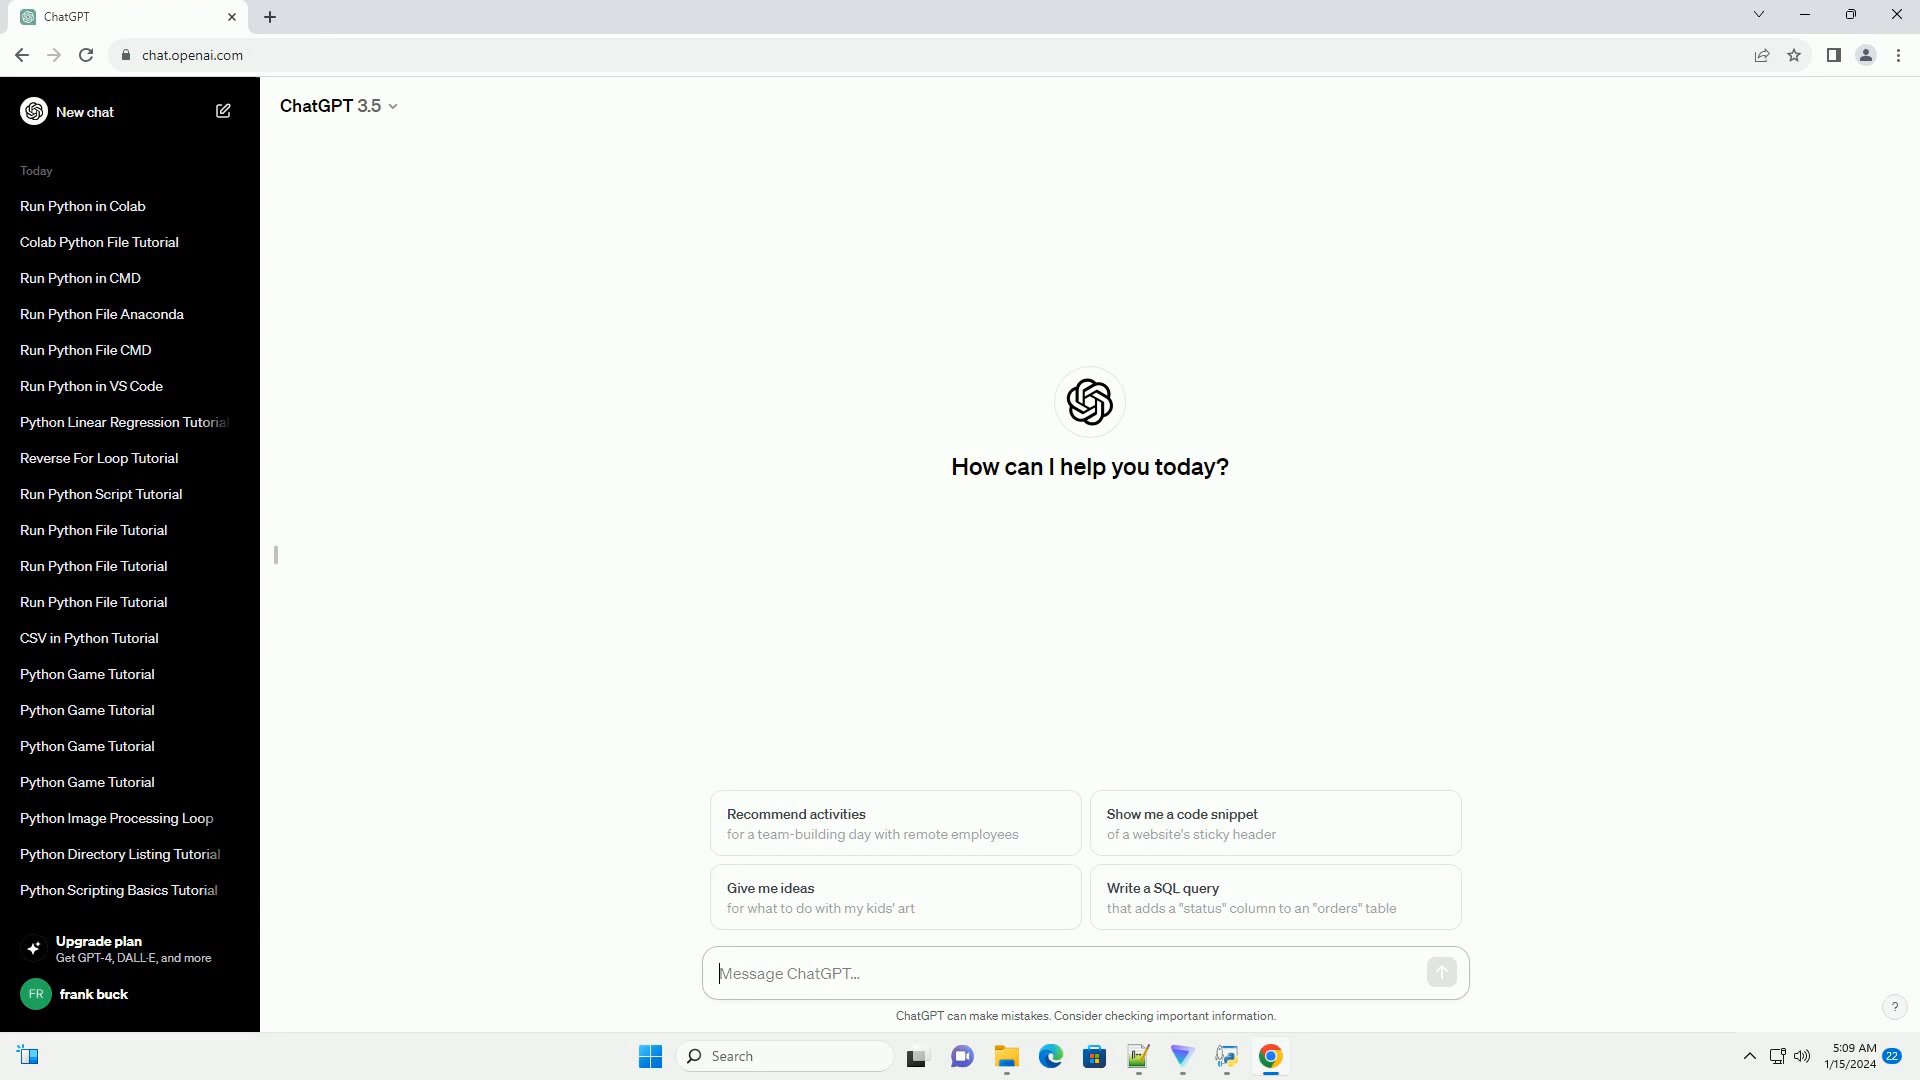 ChatGPT
chat.openai.com
New chat
ChatGPT 3.5
Today
Run Python in Colab
Colab Python File Tutorial
Run Python in CMD
Run Python File Anaconda
Run Python File CMD
Run Python in VS Code
Python Linear Regression Tutorial
Reverse For Loop Tutorial
Run Python Script Tutorial
Run Python File Tutorial
Run Python File Tutorial
Run Python File Tutorial
CSV in Python Tutorial
Python Game Tutorial
Python Game Tutorial
Python Game Tutorial
Python Game Tutorial
Python Image Processing Loop
Python Directory Listing Tutorial
Python Scripting Basics Tutorial
Upgrade plan
Get GPT-4, DALL·E, and more
FR
frank buck
How can I help you today?
Recommend activities
for a team-building day with remote employees
Show me a code snippet
of a website's sticky header
Give me ideas
for what to do with my kids' art
Write a SQL query
that adds a "status" column to an "orders" table
Message ChatGPT...
ChatGPT can make mistakes. Consider checking important information.
?
Search
5:09 AM
1/15/2024
22